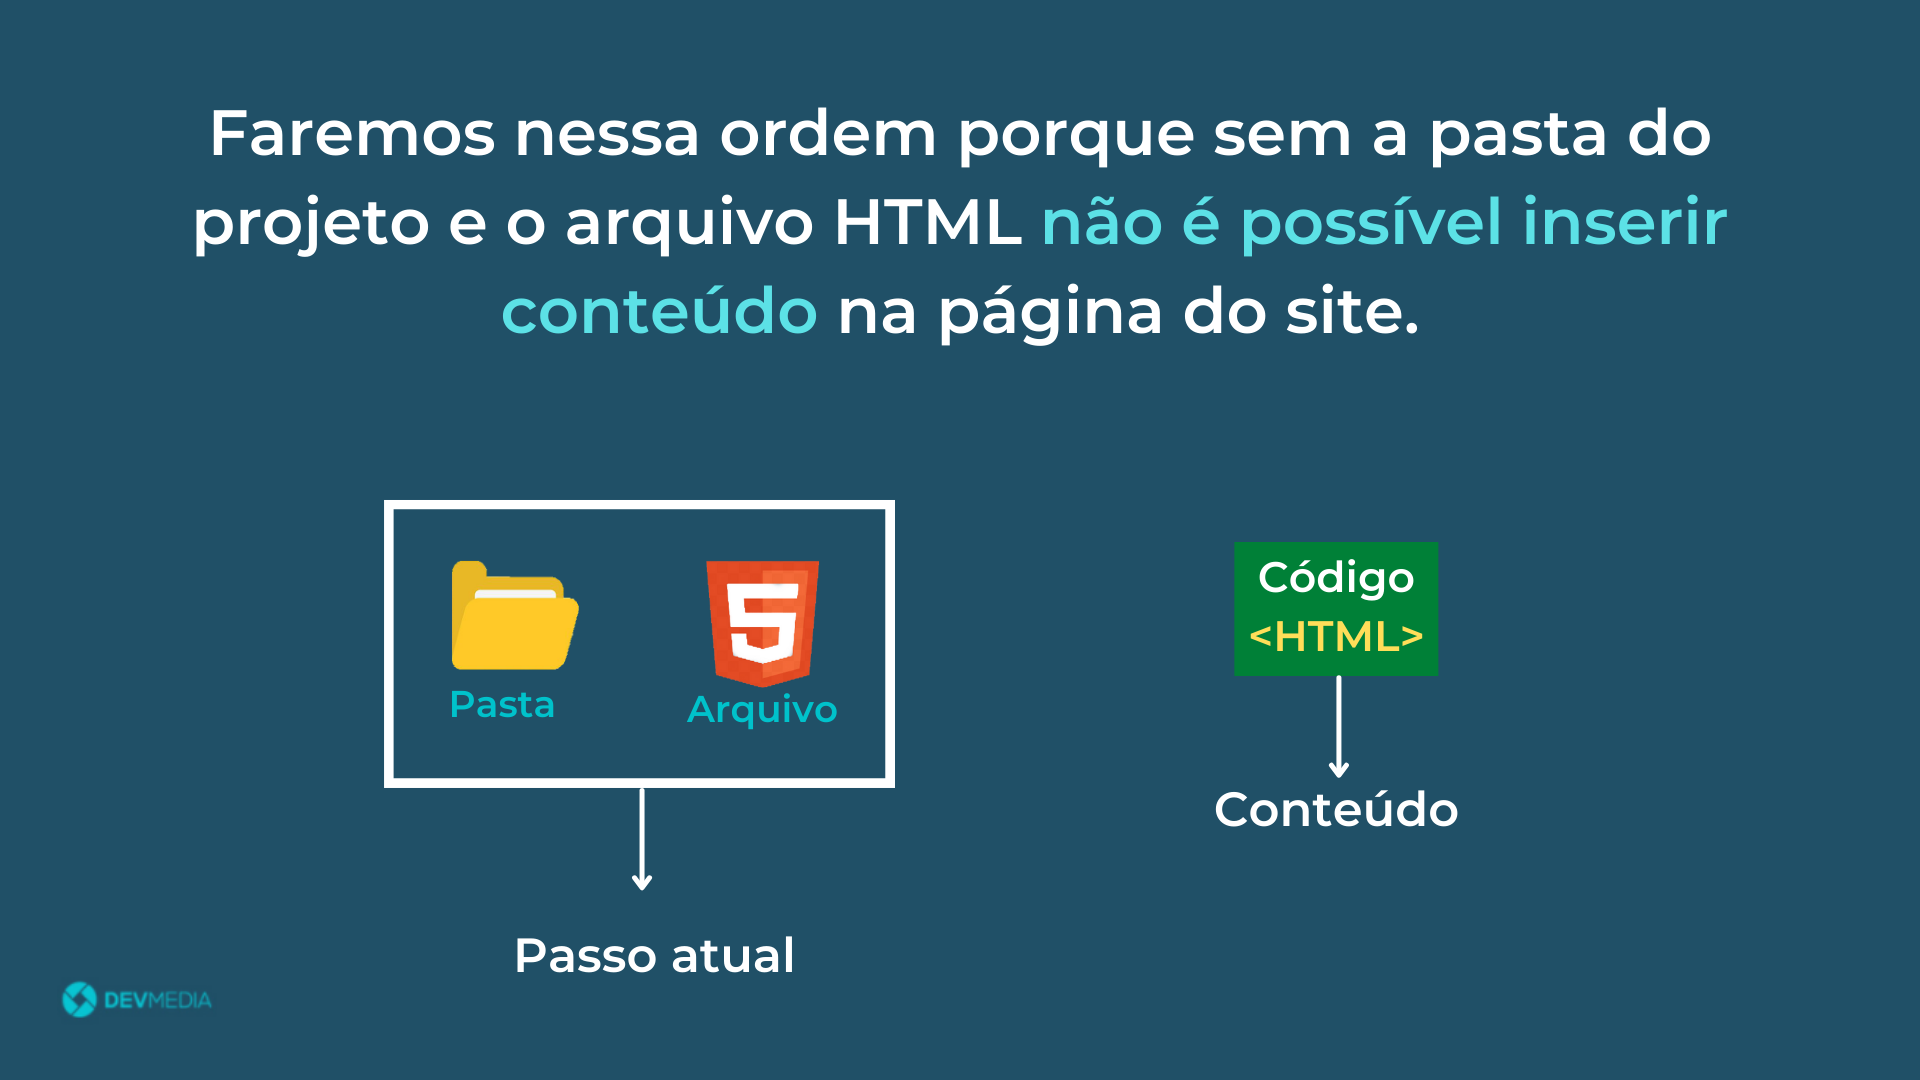 Faremos nessa ordem porque sem a pasta do
projeto e o arquivo HTML não é possível inserir
conteúdo na página do site.
Pasta
Arquivo
Passo atual
Código
<HTML>
Conteúdo
DEVMEDIA